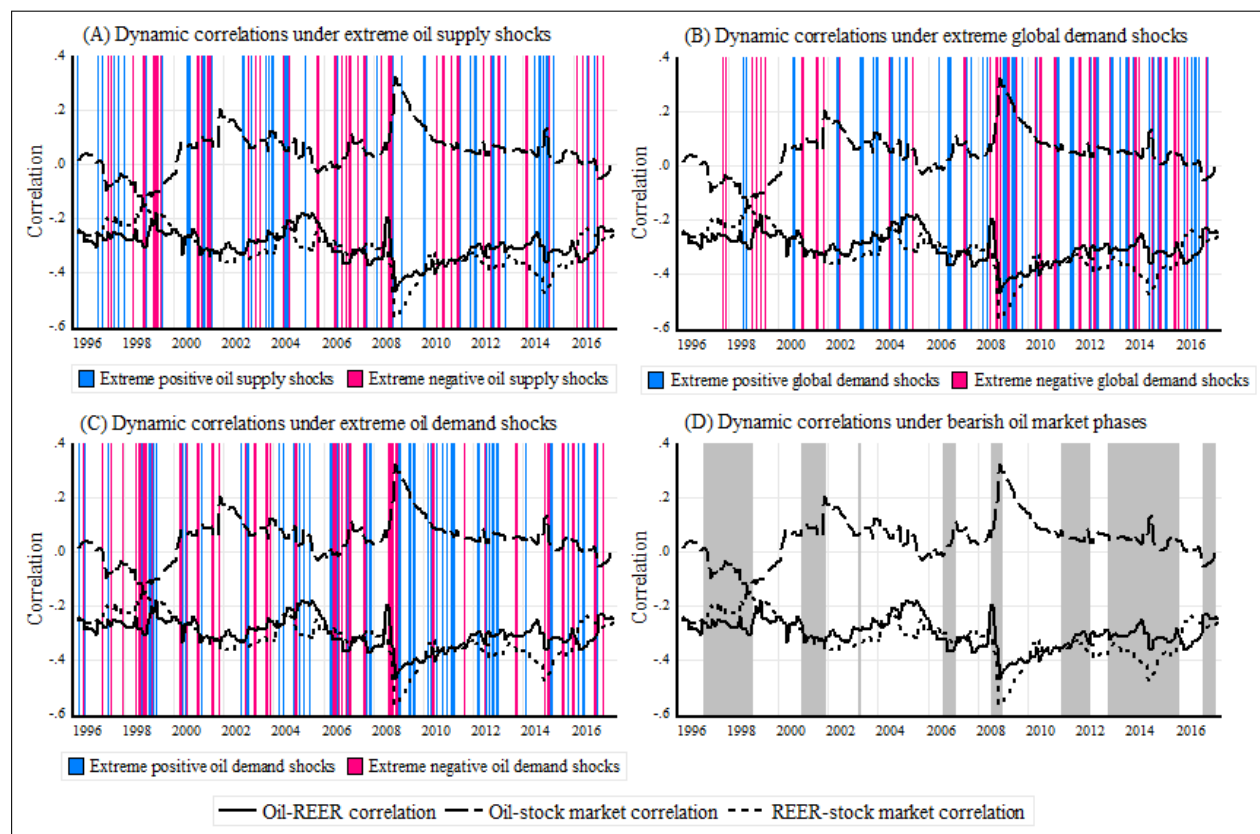 (A) Dynamic correlations under extreme oil supply shocks
Correlation
.4
.2
.0
-.2
-.4
-.6
1996 1998 2000 2002 2004 2006 2008 2010 2012 2014 2016
Extreme positive oil supply shocks Extreme negative oil supply shocks
(B) Dynamic correlations under extreme global demand shocks
Correlation
.4
.2
.0
-.2
-.4
-.6
1996 1998 2000 2002 2004 2006 2008 2010 2012 2014 2016
Extreme positive global demand shocks Extreme negative global demand shocks
(C) Dynamic correlations under extreme oil demand shocks
Correlation
.4
.2
.0
-.2
-.4
-.6
1996 1998 2000 2002 2004 2006 2008 2010 2012 2014 2016
Extreme positive oil demand shocks Extreme negative oil demand shocks
(D) Dynamic correlations under bearish oil market phases
Correlation
.4
.2
.0
-.2
-.4
-.6
1996 1998 2000 2002 2004 2006 2008 2010 2012 2014 2016
Oil-REER correlation Oil-stock market correlation REER-stock market correlation